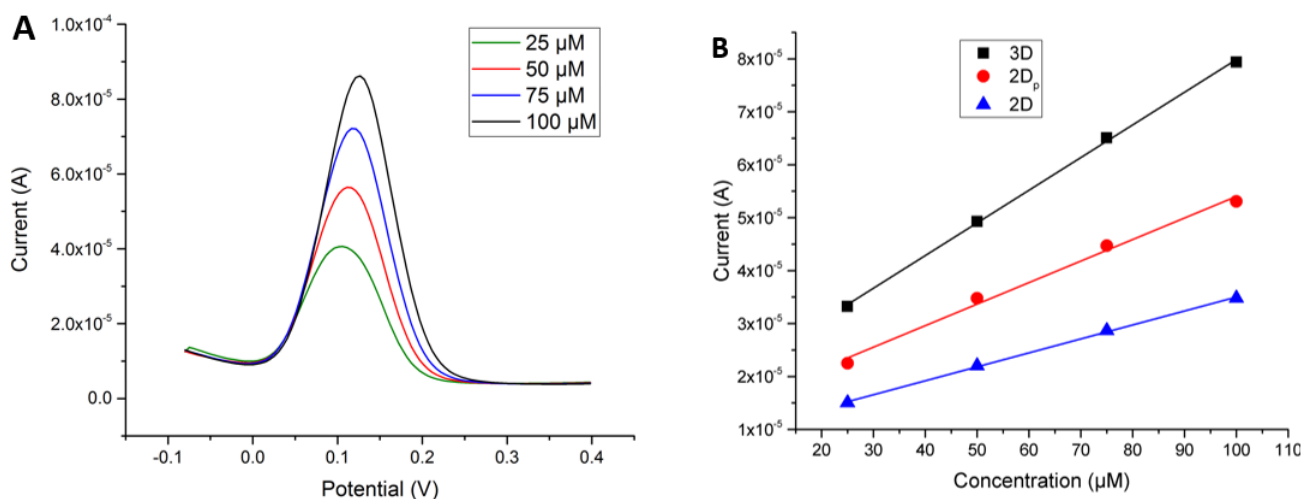 A
1.0x10⁻⁴
8.0x10⁻⁵
6.0x10⁻⁵
4.0x10⁻⁵
2.0x10⁻⁵
0.0
Current (A)
25 µM
50 µM
75 µM
100 µM
-0.1 0.0 0.1 0.2 0.3 0.4
Potential (V)
B
8x10⁻⁵
7x10⁻⁵
6x10⁻⁵
5x10⁻⁵
4x10⁻⁵
3x10⁻⁵
2x10⁻⁵
1x10⁻⁵
Current (A)
3D
2Dₚ
2D
20 30 40 50 60 70 80 90 100 110
Concentration (µM)